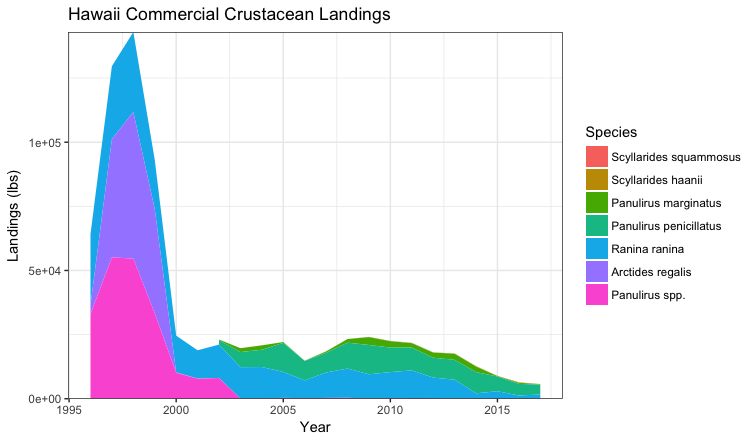 Hawaii Commercial Crustacean Landings
Landings (lbs)
1e+05
5e+04
0e+00
1995 2000 2005 2010 2015
Year
Species
Scyllarides squammosus
Scyllarides haanii
Panulirus marginatus
Panulirus penicillatus
Ranina ranina
Arctides regalis
Panulirus spp.